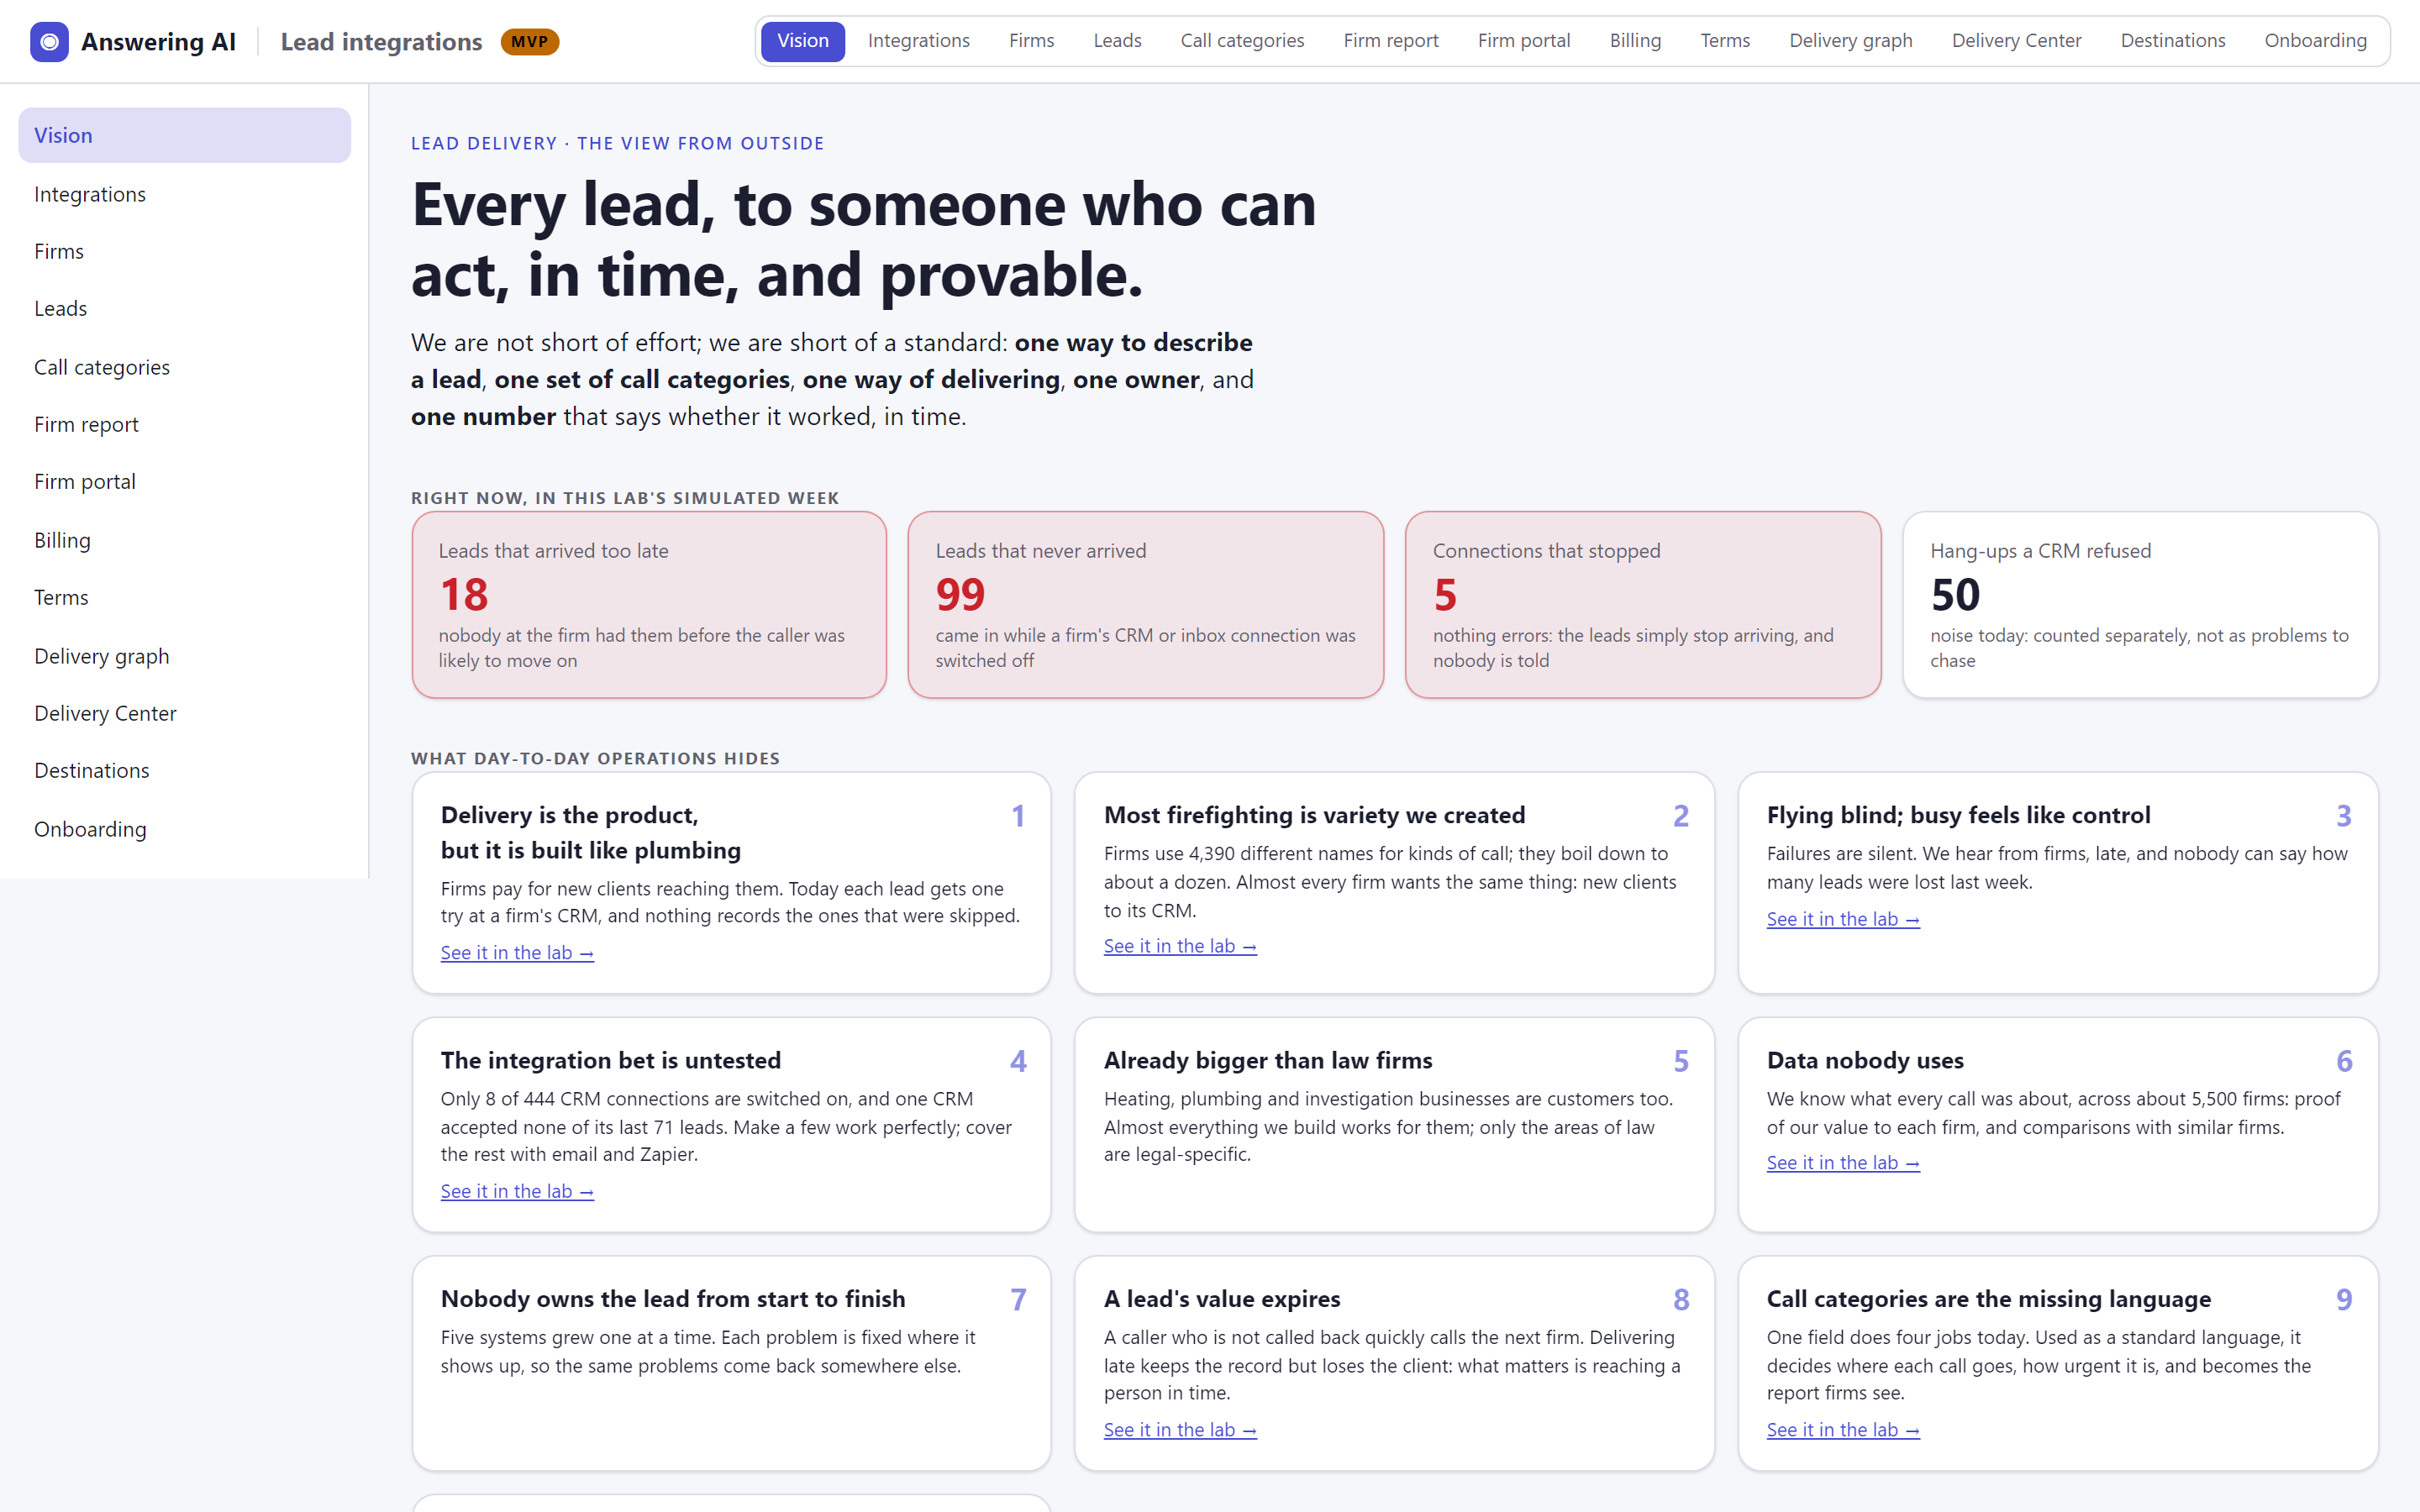 Answering AI
Lead integrations
MVP
Vision
Integrations
Firms
Leads
Call categories
Firm report
Firm portal
Billing
Terms
Delivery graph
Delivery Center
Destinations
Onboarding
Vision
Integrations
Firms
Leads
Call categories
Firm report
Firm portal
Billing
Terms
Delivery graph
Delivery Center
Destinations
Onboarding
LEAD DELIVERY · THE VIEW FROM OUTSIDE
Every lead, to someone who can
act, in time, and provable.
We are not short of effort; we are short of a standard: one way to describe
a lead, one set of call categories, one way of delivering, one owner, and
one number that says whether it worked, in time.
RIGHT NOW, IN THIS LAB'S SIMULATED WEEK
Leads that arrived too late
18
nobody at the firm had them before the caller was
likely to move on
Leads that never arrived
99
came in while a firm's CRM or inbox connection was
switched off
Connections that stopped
5
nothing errors: the leads simply stop arriving, and
nobody is told
Hang-ups a CRM refused
50
noise today: counted separately, not as problems to
chase
WHAT DAY-TO-DAY OPERATIONS HIDES
Delivery is the product,
but it is built like plumbing
1
Firms pay for new clients reaching them. Today each lead gets one
try at a firm's CRM, and nothing records the ones that were skipped.
See it in the lab →
Most firefighting is variety we created
2
Firms use 4,390 different names for kinds of call; they boil down to
about a dozen. Almost every firm wants the same thing: new clients
to its CRM.
See it in the lab →
Flying blind; busy feels like control
3
Failures are silent. We hear from firms, late, and nobody can say how
many leads were lost last week.
See it in the lab →
The integration bet is untested
4
Only 8 of 444 CRM connections are switched on, and one CRM
accepted none of its last 71 leads. Make a few work perfectly; cover
the rest with email and Zapier.
See it in the lab →
Already bigger than law firms
5
Heating, plumbing and investigation businesses are customers too.
Almost everything we build works for them; only the areas of law
are legal-specific.
Data nobody uses
6
We know what every call was about, across about 5,500 firms: proof
of our value to each firm, and comparisons with similar firms.
See it in the lab →
Nobody owns the lead from start to finish
7
Five systems grew one at a time. Each problem is fixed where it
shows up, so the same problems come back somewhere else.
A lead's value expires
8
A caller who is not called back quickly calls the next firm. Delivering
late keeps the record but loses the client: what matters is reaching a
person in time.
See it in the lab →
Call categories are the missing language
9
One field does four jobs today. Used as a standard language, it
decides where each call goes, how urgent it is, and becomes the
report firms see.
See it in the lab →